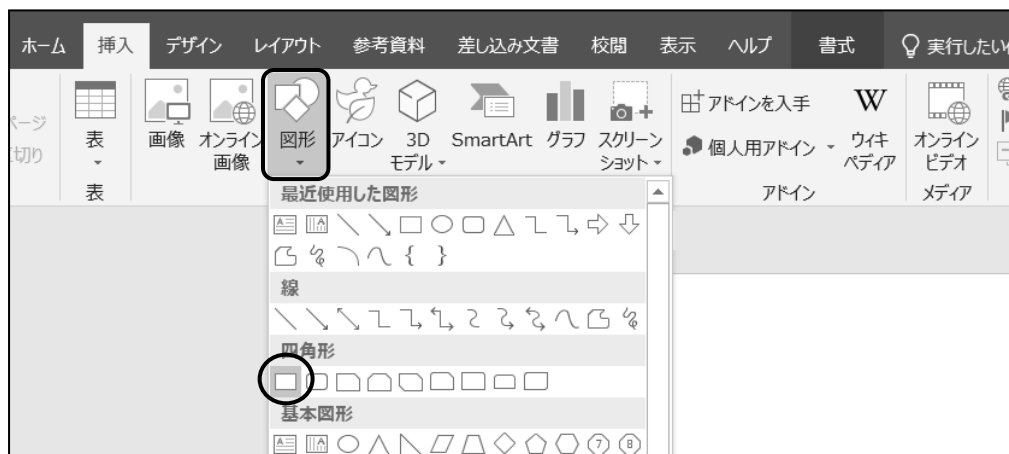 ホーム 挿入 デザイン レイアウト 参考資料 差し込み文書 校閲 表示 ヘルプ 書式 実行したい
ページ
切り
表
画像
オンライン
画像
図形
アイコン
3D
モデル
SmartArt
グラフ
スクリーン
ショット
アドインを入手
個人用アドイン
W
ウィキ
ペディア
オンライン
ビデオ
表
アドイン
メディア
最近使用した図形
線
四角形
基本図形